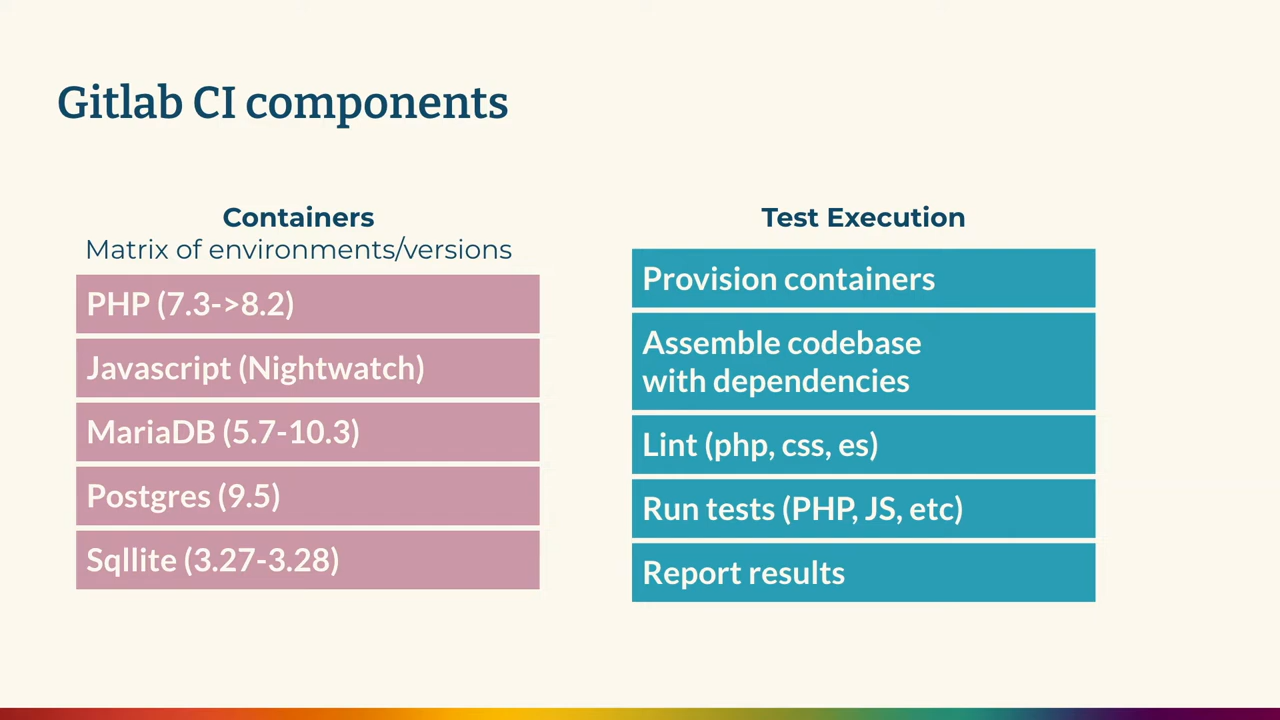 Gitlab CI components
Containers
Matrix of environments/versions
PHP (7.3->8.2)
Javascript (Nightwatch)
MariaDB (5.7-10.3)
Postgres (9.5)
Sqllite (3.27-3.28)
Test Execution
Provision containers
Assemble codebase
with dependencies
Lint (php, css, es)
Run tests (PHP, JS, etc)
Report results